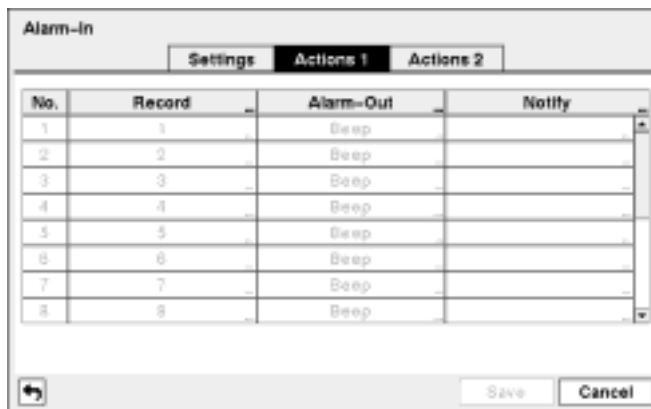 Alarm-In
Settings Actions 1 Actions 2
No. Record Alarm-Out Notify
1 1 Beep
2 2 Beep
3 3 Beep
4 4 Beep
5 5 Beep
6 6 Beep
7 7 Beep
8 8 Beep
Save Cancel